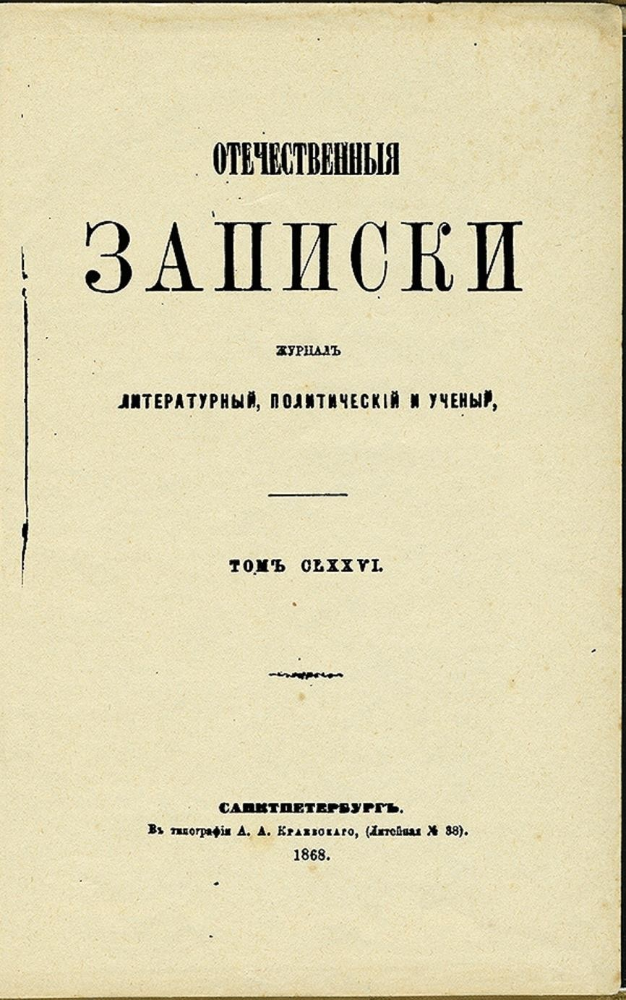 ОТЕЧЕСТВЕННЫЯ
ЗАПИСКИ
ЖУРНАЛЪ
ЛИТЕРАТУРНЫЙ, ПОЛИТИЧЕСКІЙ И УЧЕНЫЙ,
ТОМЪ CLXXVI.
САНКТПЕТЕРБУРГЪ.
Въ типографіи А. А. Краевскаго, (Литейная № 38).
1868.